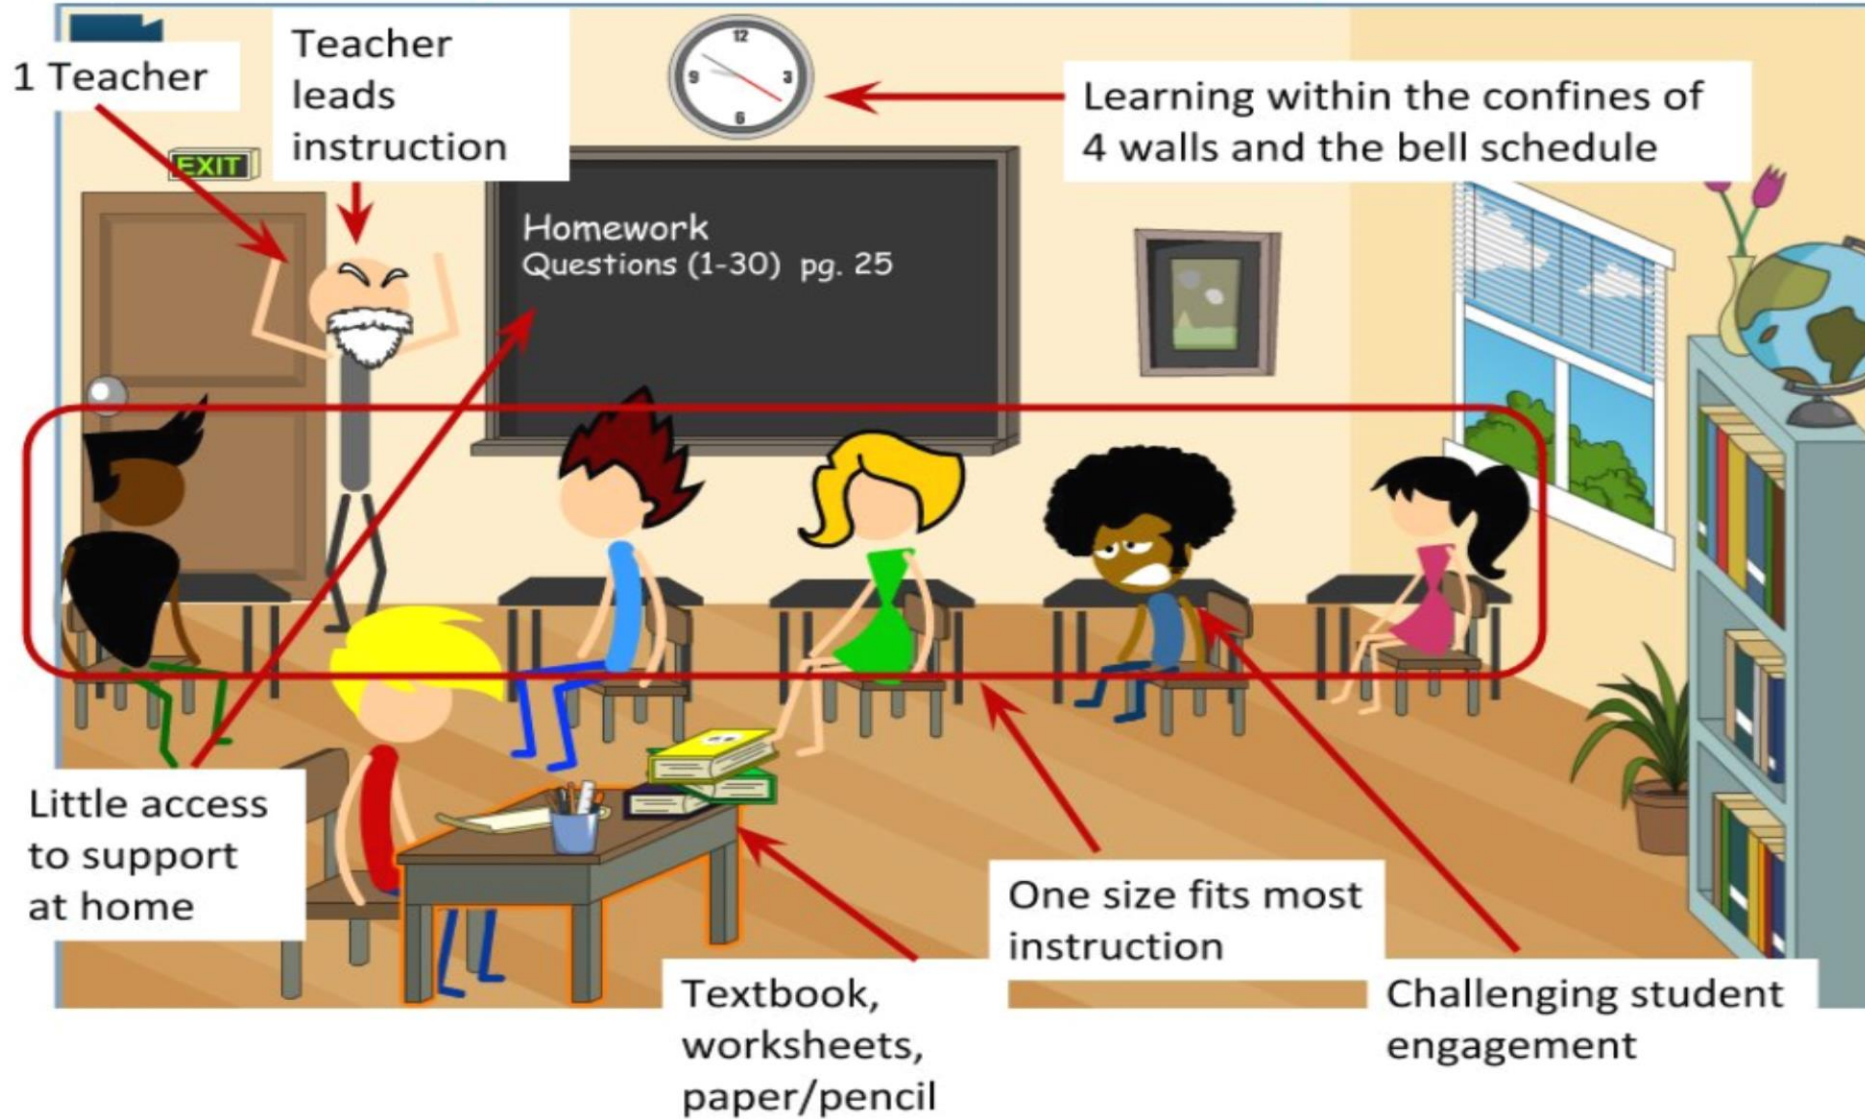 1 Teacher
Teacher
leads
instruction
12
3
6
9
Learning within the confines of
4 walls and the bell schedule
EXIT
Homework
Questions (1-30)  pg. 25
Little access
to support
at home
One size fits most
instruction
Textbook,
worksheets,
paper/pencil
Challenging student
engagement